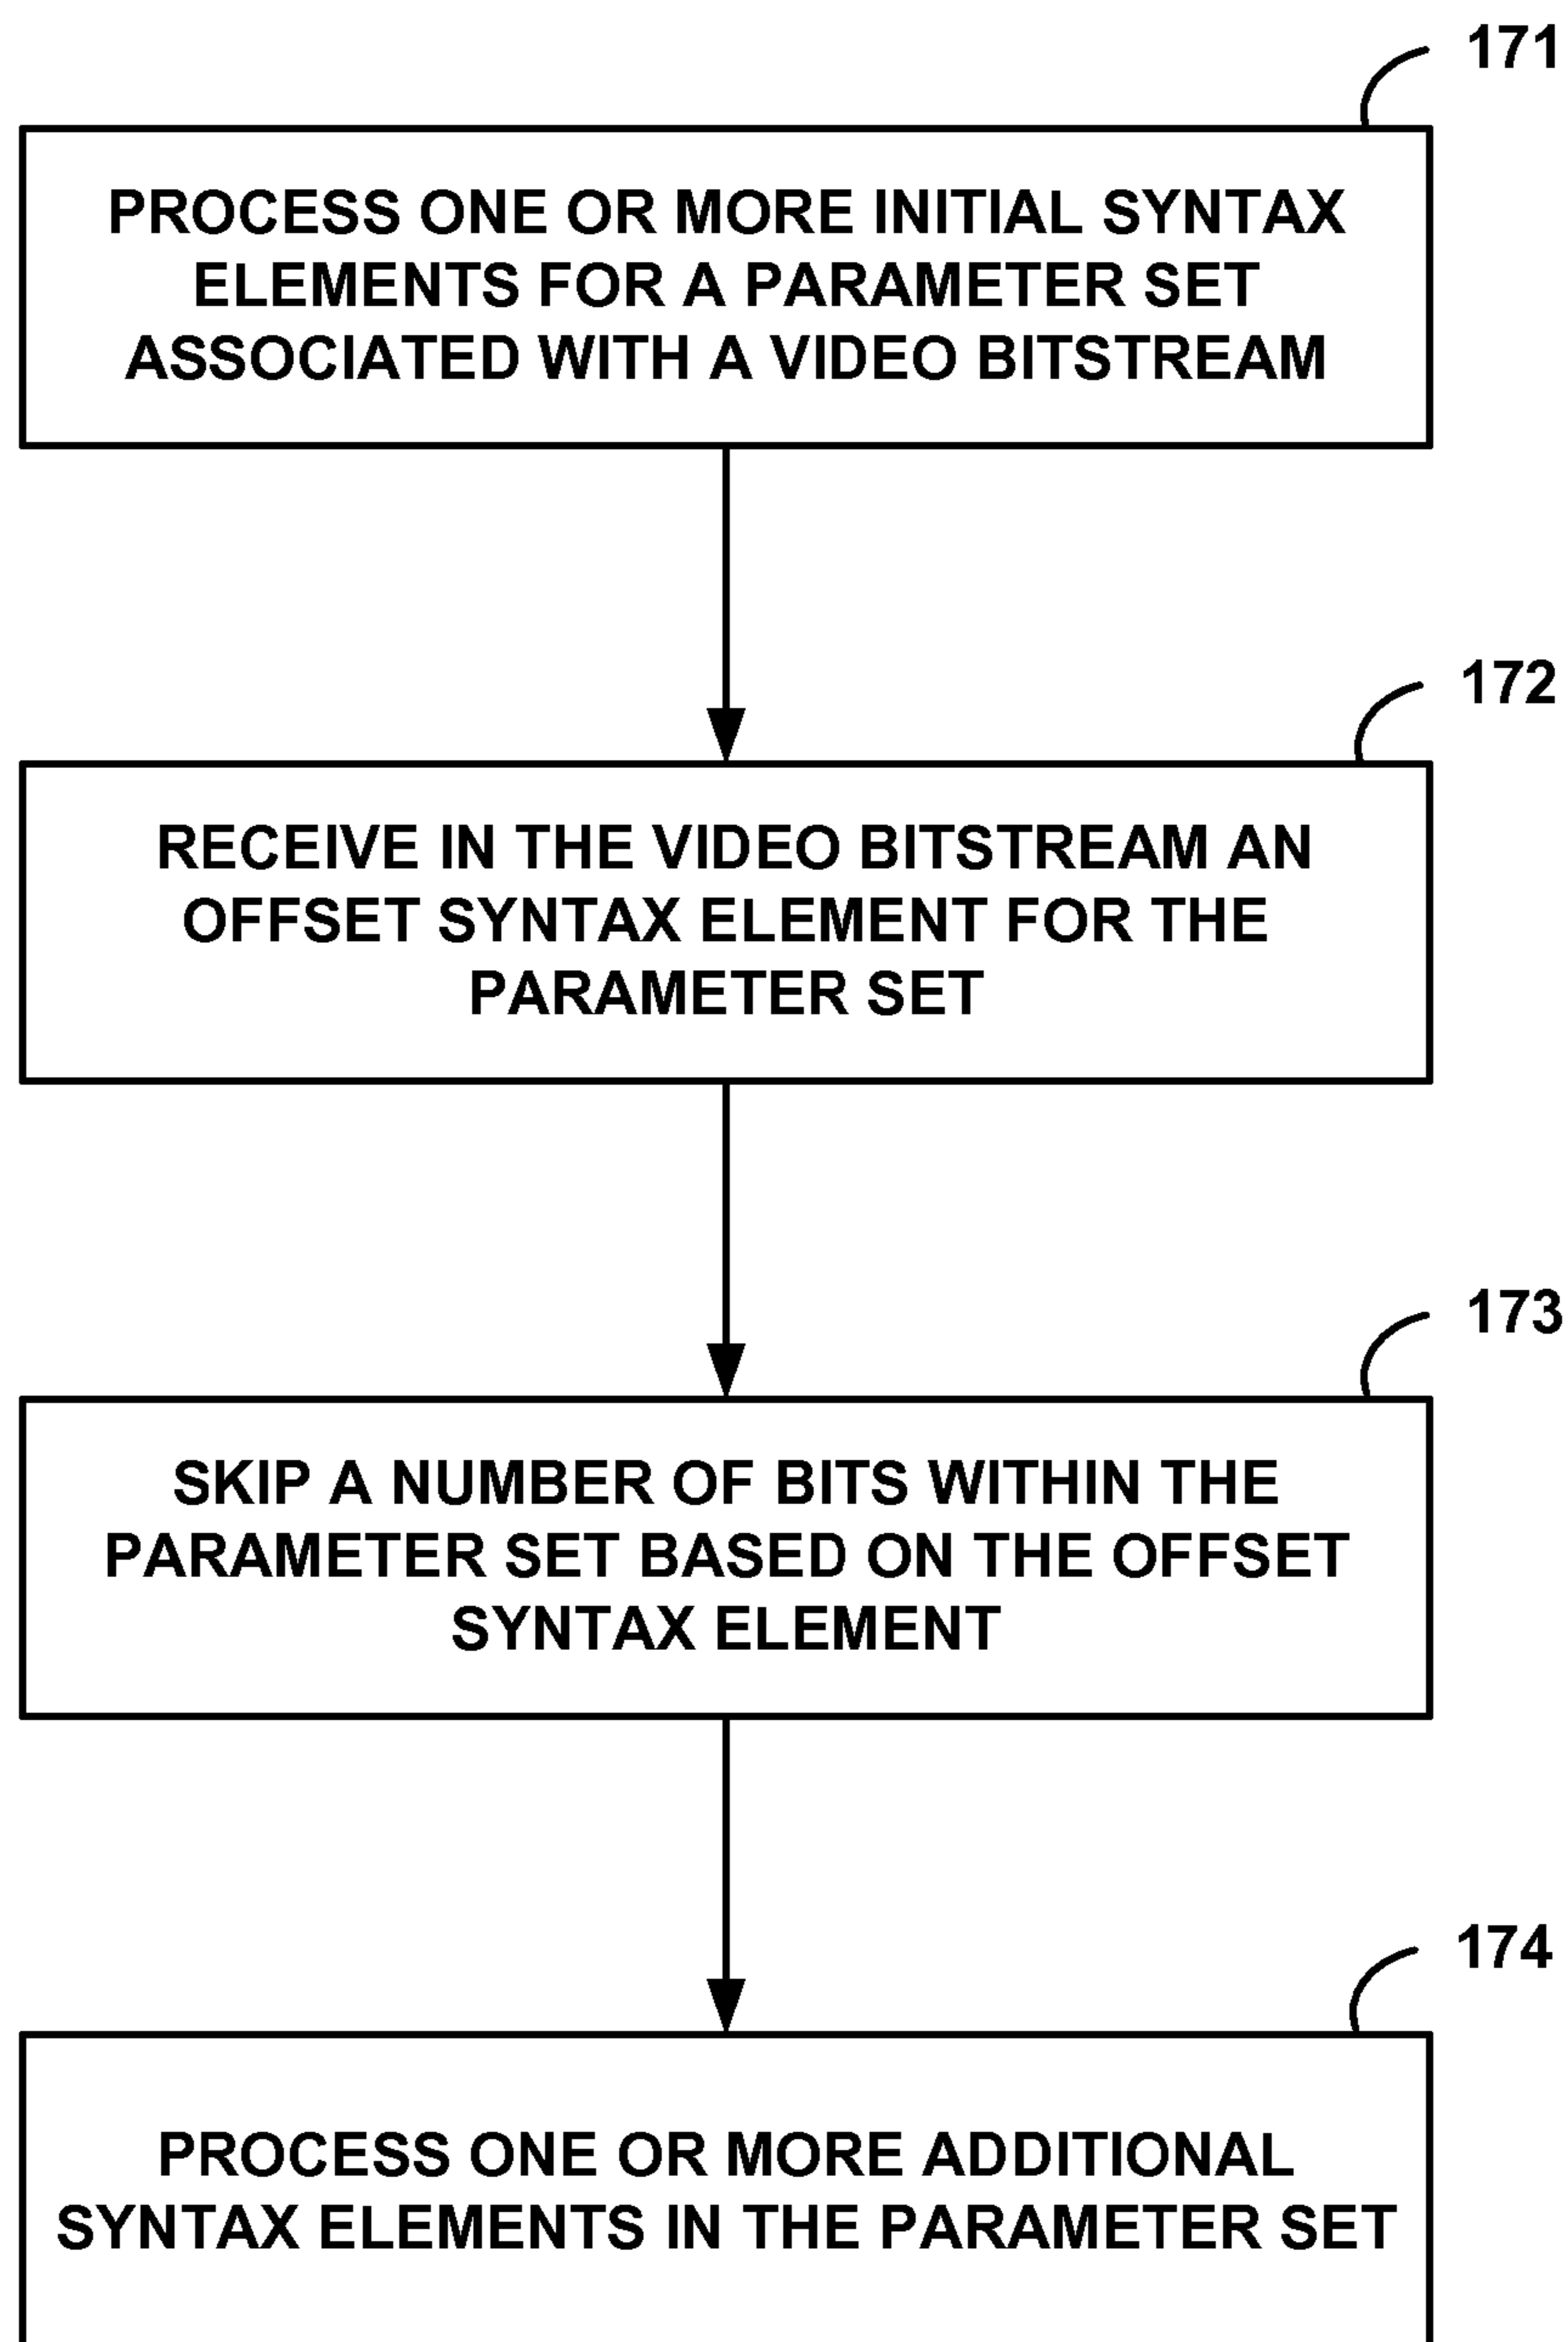 171
PROCESS ONE OR MORE INITIAL SYNTAX
ELEMENTS FOR A PARAMETER SET
ASSOCIATED WITH A VIDEO BITSTREAM
172
RECEIVE IN THE VIDEO BITSTREAM AN
OFFSET SYNTAX ELEMENT FOR THE
PARAMETER SET
173
SKIP A NUMBER OF BITS WITHIN THE
PARAMETER SET BASED ON THE OFFSET
SYNTAX ELEMENT
174
PROCESS ONE OR MORE ADDITIONAL
SYNTAX ELEMENTS IN THE PARAMETER SET